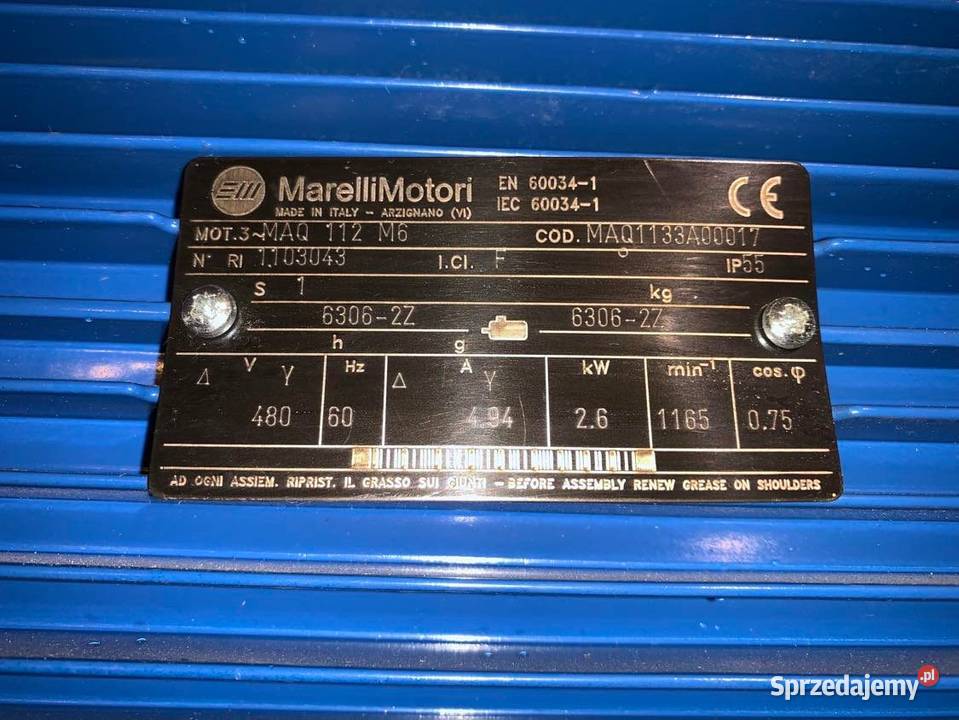 MarelliMotori
EN 60034-1
IEC 60034-1
CE
MADE IN ITALY - ARZIGNANO (VI)
MOT.3~ MAQ 112 M6 COD. MAQ1133A00017
N° RI 1103043 I.CL. F IP55
S 1 kg
6306-2Z 6306-2Z
h g
Δ V Y Hz Δ A Y kW min⁻¹ cos.φ
480 60 4.94 2.6 1165 0.75
AD OGNI ASSIEM. RIPRIST. IL GRASSO SUI GIUNTI - BEFORE ASSEMBLY RENEW GREASE ON SHOULDERS
Sprzedajemy.pl